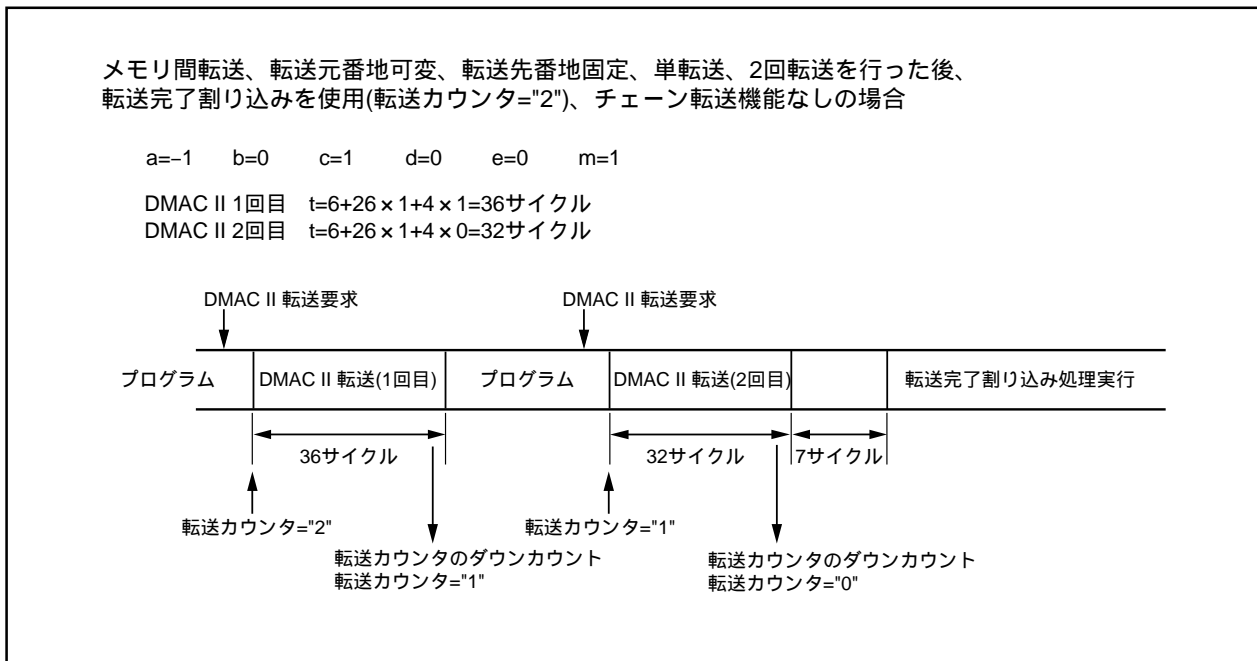 メモリ間転送、転送元番地可変、転送先番地固定、単転送、2回転送を行った後、
転送完了割り込みを使用(転送カウンタ="2")、チェーン転送機能なしの場合
a=−1 b=0 c=1 d=0 e=0 m=1
DMAC II 1回目 t=6+26×1+4×1=36サイクル
DMAC II 2回目 t=6+26×1+4×0=32サイクル
DMAC II 転送要求 DMAC II 転送要求
プログラム DMAC II 転送(1回目) プログラム DMAC II 転送(2回目) 転送完了割り込み処理実行
36サイクル 32サイクル 7サイクル
転送カウンタ="2" 転送カウンタ="1"
転送カウンタのダウンカウント 転送カウンタのダウンカウント
転送カウンタ="1" 転送カウンタ="0"